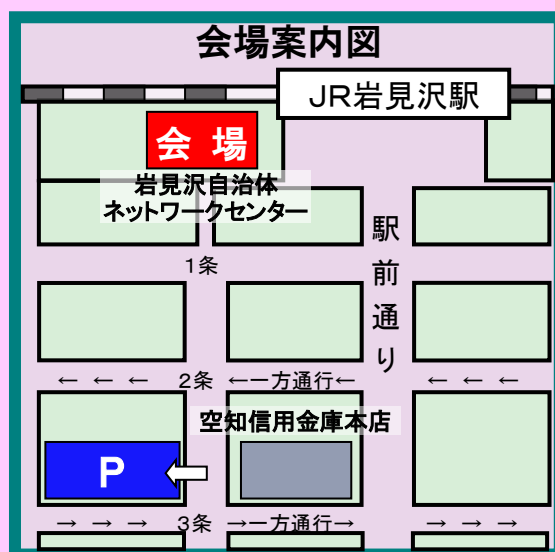 会場案内図
JR岩見沢駅
会場
岩見沢自治体
ネットワークセンター
駅前通り
1条
← ← ← 2条 ←一方通行← ← ← ←
空知信用金庫本店
P
→ → → 3条 →一方通行→ → → →